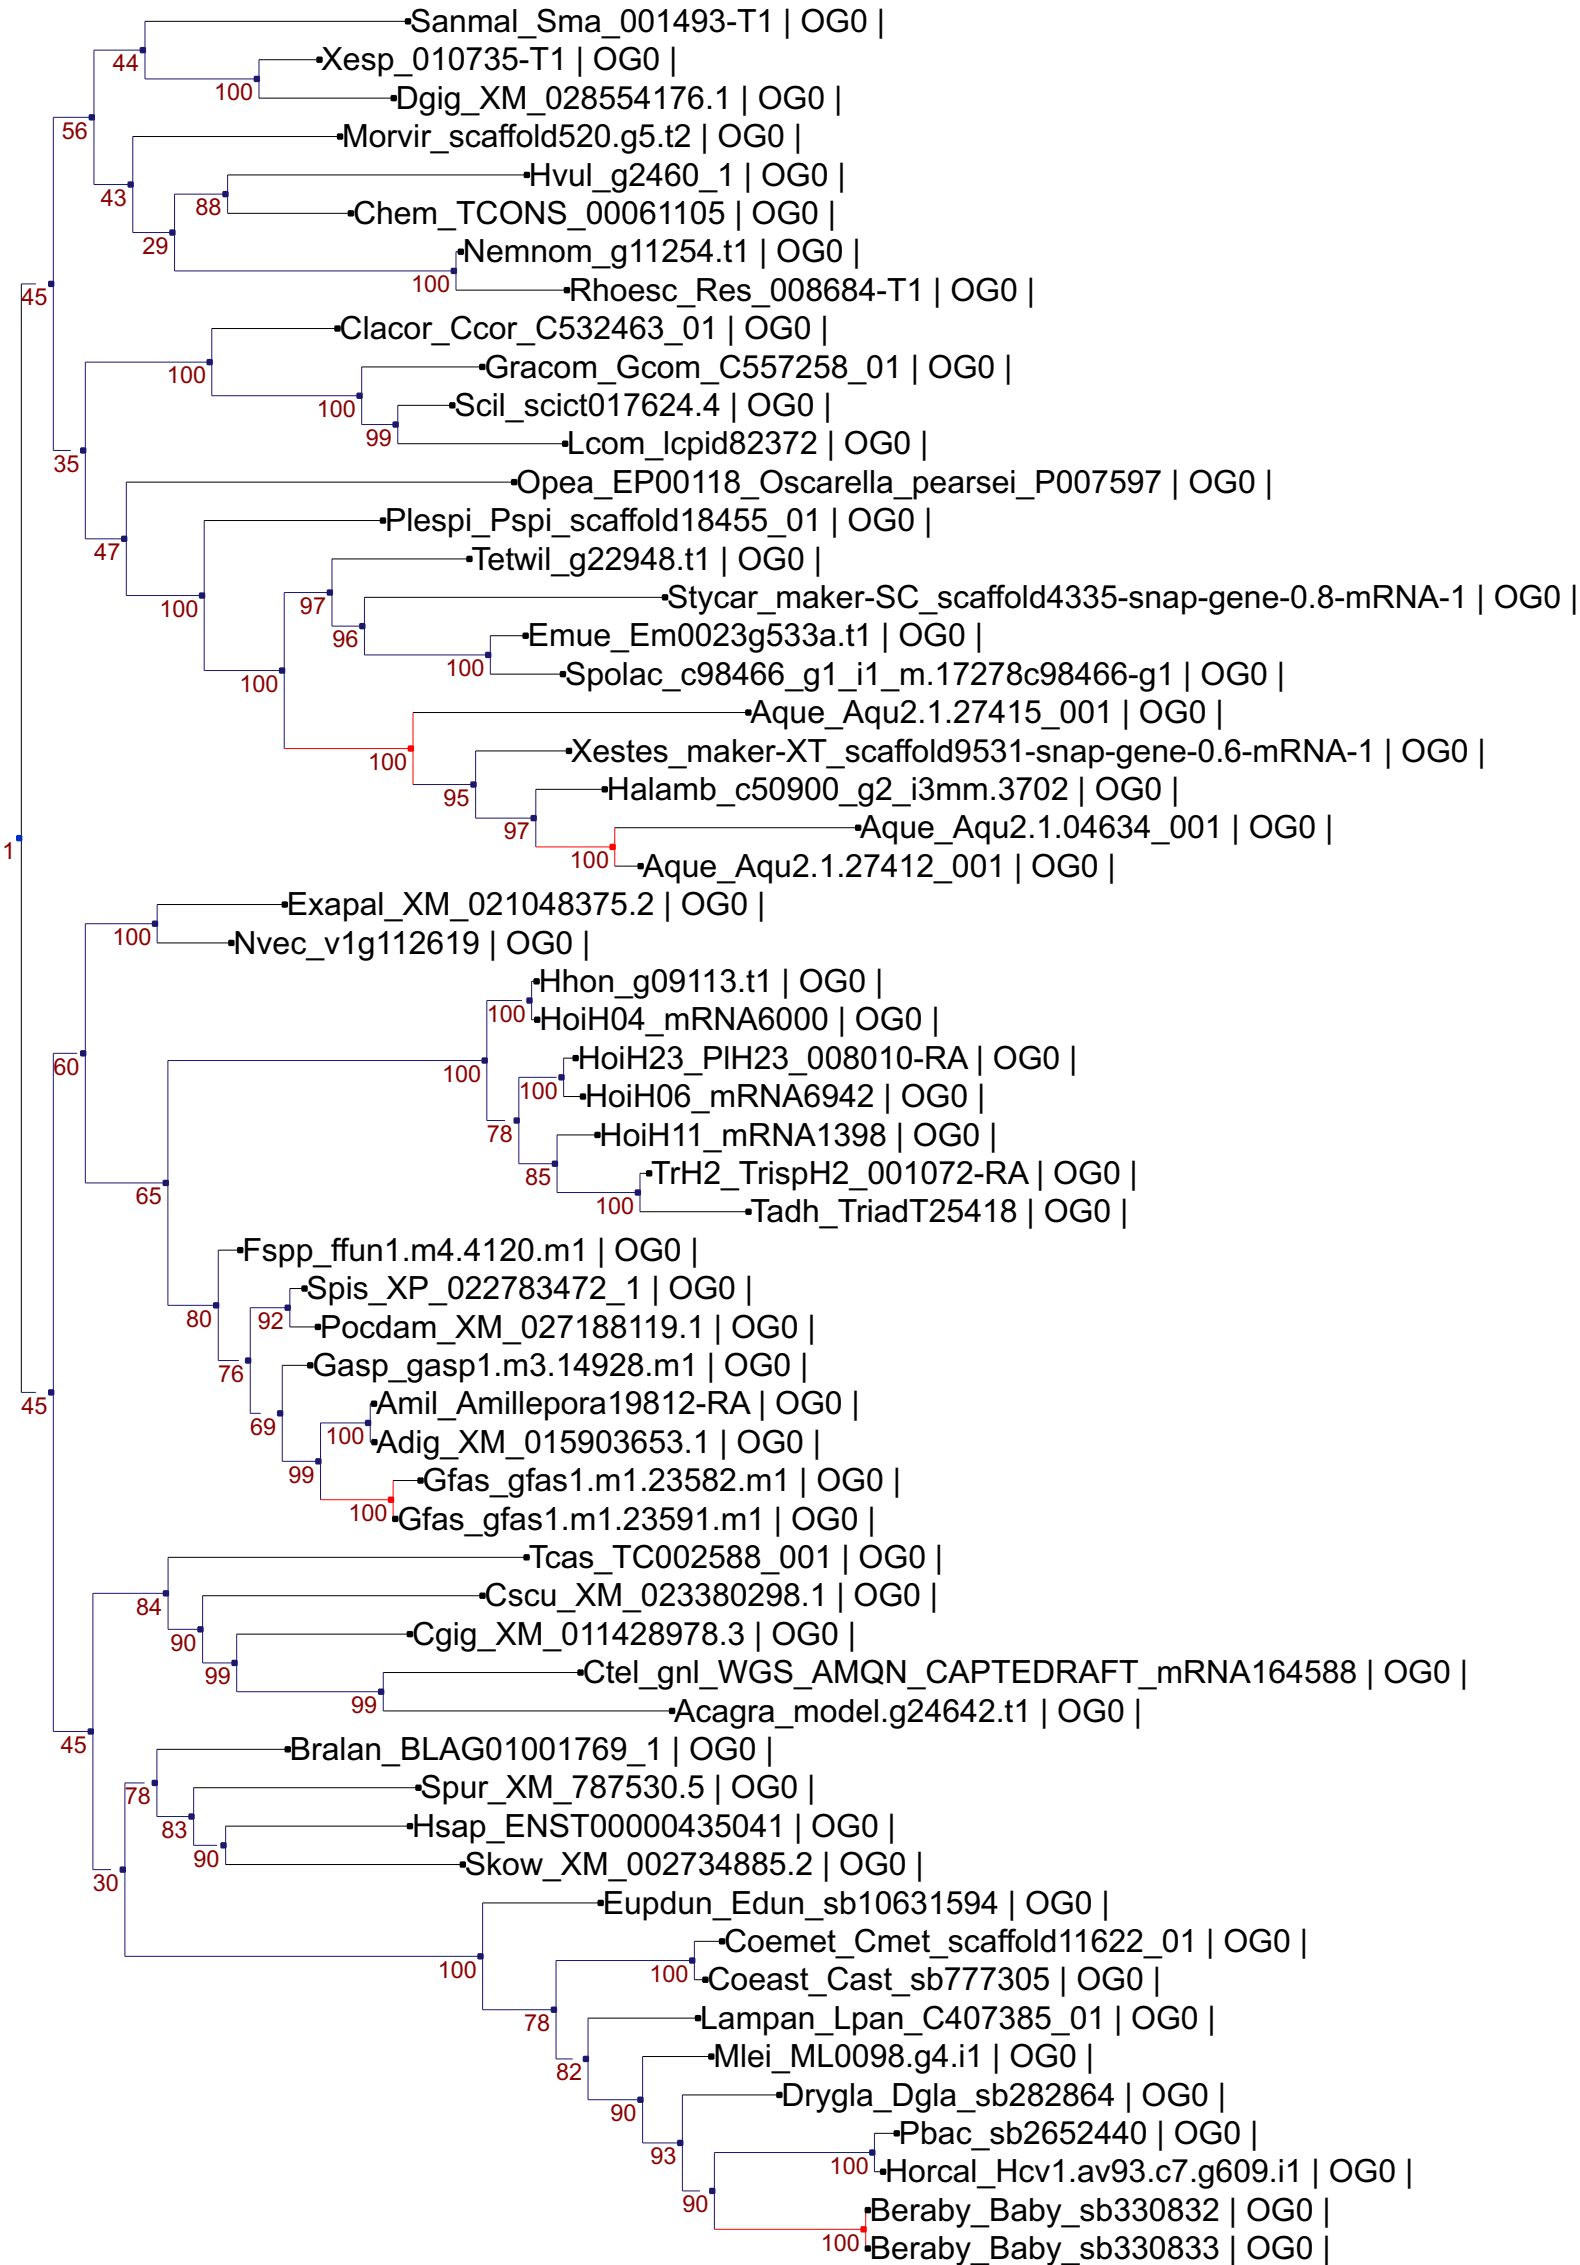 Sanmal_Sma_001493-T1 | OG0 |
44
Xesp_010735-T1 | OG0 |
100
Dgig_XM_028554176.1 | OG0 |
56
Morvir_scaffold520.g5.t2 | OG0 |
Hvul_g2460_1 | OG0 |
43
88
Chem_TCONS_00061105 | OG0 |
29
Nemnom_g11254.t1 | OG0 |
100
Rhoesc_Res_008684-T1 | OG0 |
45
Clacor_Ccor_C532463_01 | OG0 |
100
Gracom_Gcom_C557258_01 | OG0 |
100
Scil_scict017624.4 | OG0 |
99
Lcom_lcpid82372 | OG0 |
35
Opea_EP00118_Oscarella_pearsei_P007597 | OG0 |
Plespi_Pspi_scaffold18455_01 | OG0 |
47
Tetwil_g22948.t1 | OG0 |
100
97
Stycar_maker-SC_scaffold4335-snap-gene-0.8-mRNA-1 | OG0 |
96
Emue_Em0023g533a.t1 | OG0 |
100
Spolac_c98466_g1_i1_m.17278c98466-g1 | OG0 |
100
Aque_Aqu2.1.27415_001 | OG0 |
100
Xestes_maker-XT_scaffold9531-snap-gene-0.6-mRNA-1 | OG0 |
95
Halamb_c50900_g2_i3mm.3702 | OG0 |
97
Aque_Aqu2.1.04634_001 | OG0 |
1
100
Aque_Aqu2.1.27412_001 | OG0 |
Exapal_XM_021048375.2 | OG0 |
100
Nvec_v1g112619 | OG0 |
Hhon_g09113.t1 | OG0 |
100
HoiH04_mRNA6000 | OG0 |
60
HoiH23_PlH23_008010-RA | OG0 |
100
100
HoiH06_mRNA6942 | OG0 |
78
HoiH11_mRNA1398 | OG0 |
85
TrH2_TrispH2_001072-RA | OG0 |
65
100
Tadh_TriadT25418 | OG0 |
Fspp_ffun1.m4.4120.m1 | OG0 |
Spis_XP_022783472_1 | OG0 |
80
92
Pocdam_XM_027188119.1 | OG0 |
76
Gasp_gasp1.m3.14928.m1 | OG0 |
45
Amil_Amillepora19812-RA | OG0 |
69
100
Adig_XM_015903653.1 | OG0 |
99
Gfas_gfas1.m1.23582.m1 | OG0 |
100
Gfas_gfas1.m1.23591.m1 | OG0 |
Tcas_TC002588_001 | OG0 |
84
Cscu_XM_023380298.1 | OG0 |
90
Cgig_XM_011428978.3 | OG0 |
99
Ctel_gnl_WGS_AMQN_CAPTEDRAFT_mRNA164588 | OG0 |
99
Acagra_model.g24642.t1 | OG0 |
45
Bralan_BLAG01001769_1 | OG0 |
78
Spur_XM_787530.5 | OG0 |
83
Hsap_ENST00000435041 | OG0 |
90
Skow_XM_002734885.2 | OG0 |
30
Eupdun_Edun_sb10631594 | OG0 |
Coemet_Cmet_scaffold11622_01 | OG0 |
100
100
Coeast_Cast_sb777305 | OG0 |
78
Lampan_Lpan_C407385_01 | OG0 |
82
Mlei_ML0098.g4.i1 | OG0 |
Drygla_Dgla_sb282864 | OG0 |
90
Pbac_sb2652440 | OG0 |
93
100
Horcal_Hcv1.av93.c7.g609.i1 | OG0 |
90
Beraby_Baby_sb330832 | OG0 |
100
Beraby_Baby_sb330833 | OG0 |